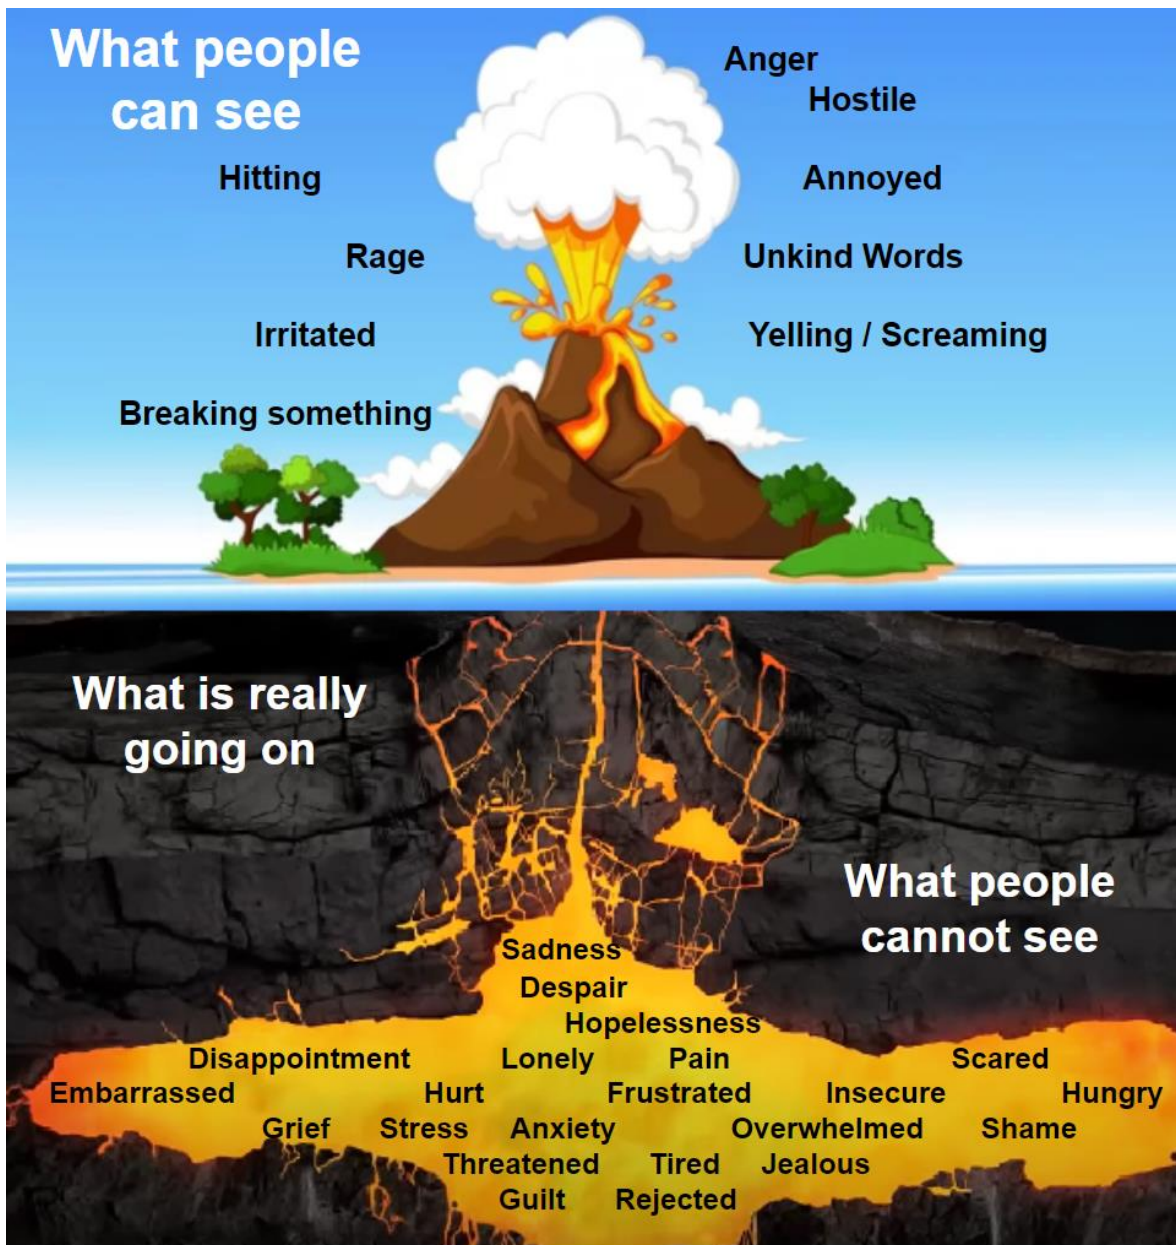 What people
can see
Anger
Hostile
Hitting
Annoyed
Rage
Unkind Words
Irritated
Yelling / Screaming
Breaking something
What is really
going on
What people
cannot see
Sadness
Despair
Hopelessness
Disappointment Lonely Pain Scared
Embarrassed Hurt Frustrated Insecure Hungry
Grief Stress Anxiety Overwhelmed Shame
Threatened Tired Jealous
Guilt Rejected